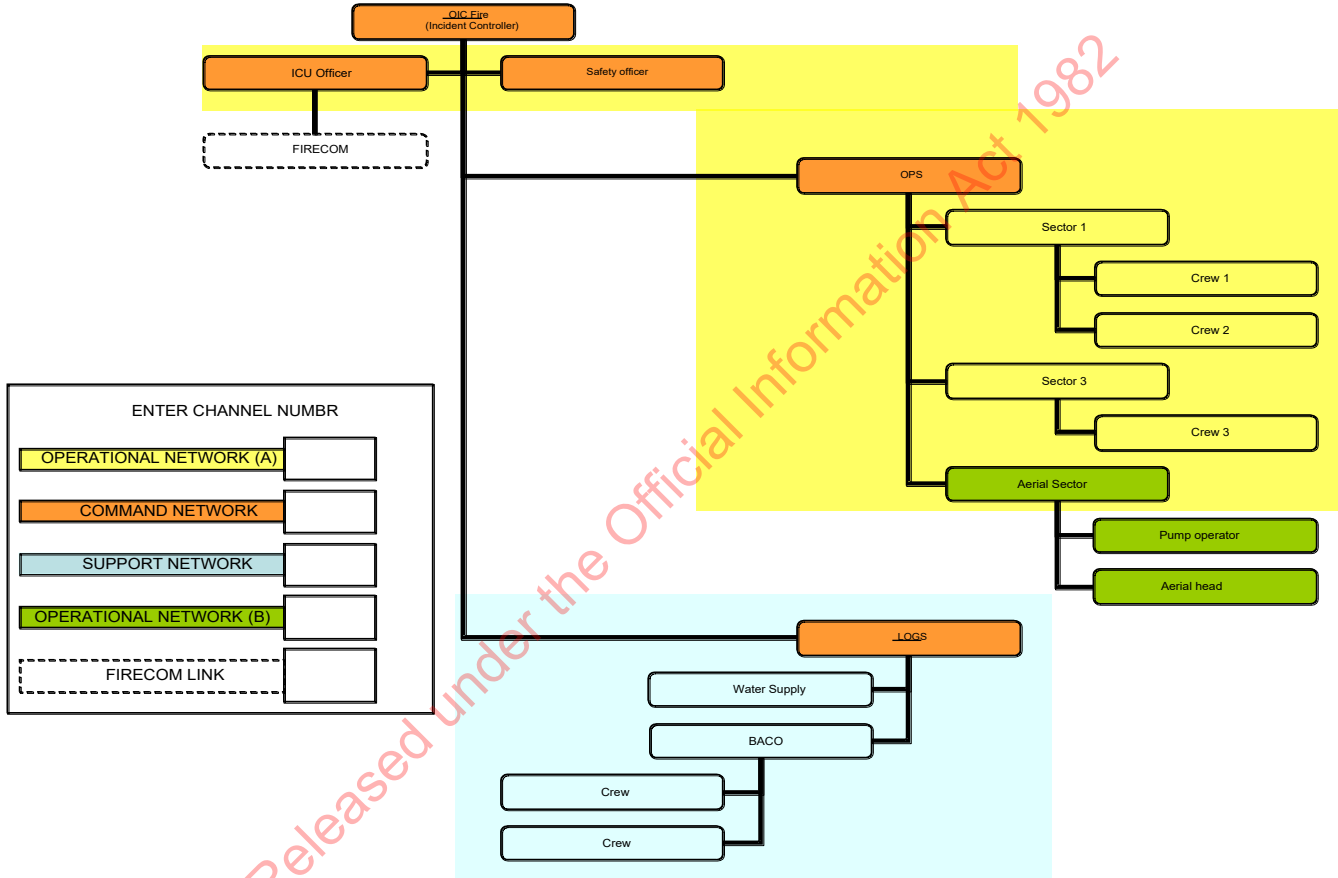 OIC Fire
(Incident Controller)
ICU Officer
Safety officer
FIRECOM
OPS
Sector 1
Crew 1
Crew 2
Sector 3
Crew 3
Aerial Sector
Pump operator
Aerial head
ENTER CHANNEL NUMBR
OPERATIONAL NETWORK (A)
COMMAND NETWORK
SUPPORT NETWORK
OPERATIONAL NETWORK (B)
FIRECOM LINK
LOGS
Water Supply
BACO
Crew
Crew
Released under the Official Information Act 1982